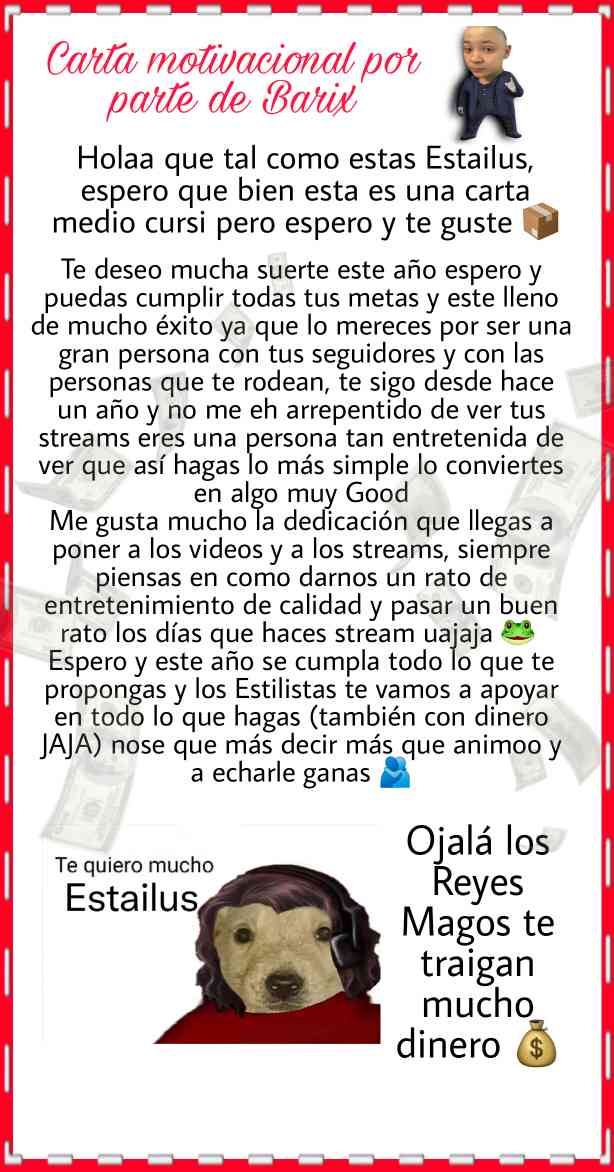 Carta motivacional por
parte de Barix
Holaa que tal como estas Estailus,
espero que bien esta es una carta
medio cursi pero espero y te guste 📦
Te deseo mucha suerte este año espero y
puedas cumplir todas tus metas y este lleno
de mucho éxito ya que lo mereces por ser una
gran persona con tus seguidores y con las
personas que te rodean, te sigo desde hace
un año y no me eh arrepentido de ver tus
streams eres una persona tan entretenida de
ver que así hagas lo más simple lo conviertes
en algo muy Good
Me gusta mucho la dedicación que llegas a
poner a los videos y a los streams, siempre
piensas en como darnos un rato de
entretenimiento de calidad y pasar un buen
rato los días que haces stream uajaja 🐸
Espero y este año se cumpla todo lo que te
propongas y los Estilistas te vamos a apoyar
en todo lo que hagas (también con dinero
JAJA) nose que más decir más que animoo y
a echarle ganas 🫂
Te quiero mucho
Estailus
Ojalá los
Reyes
Magos te
traigan
mucho
dinero 💰